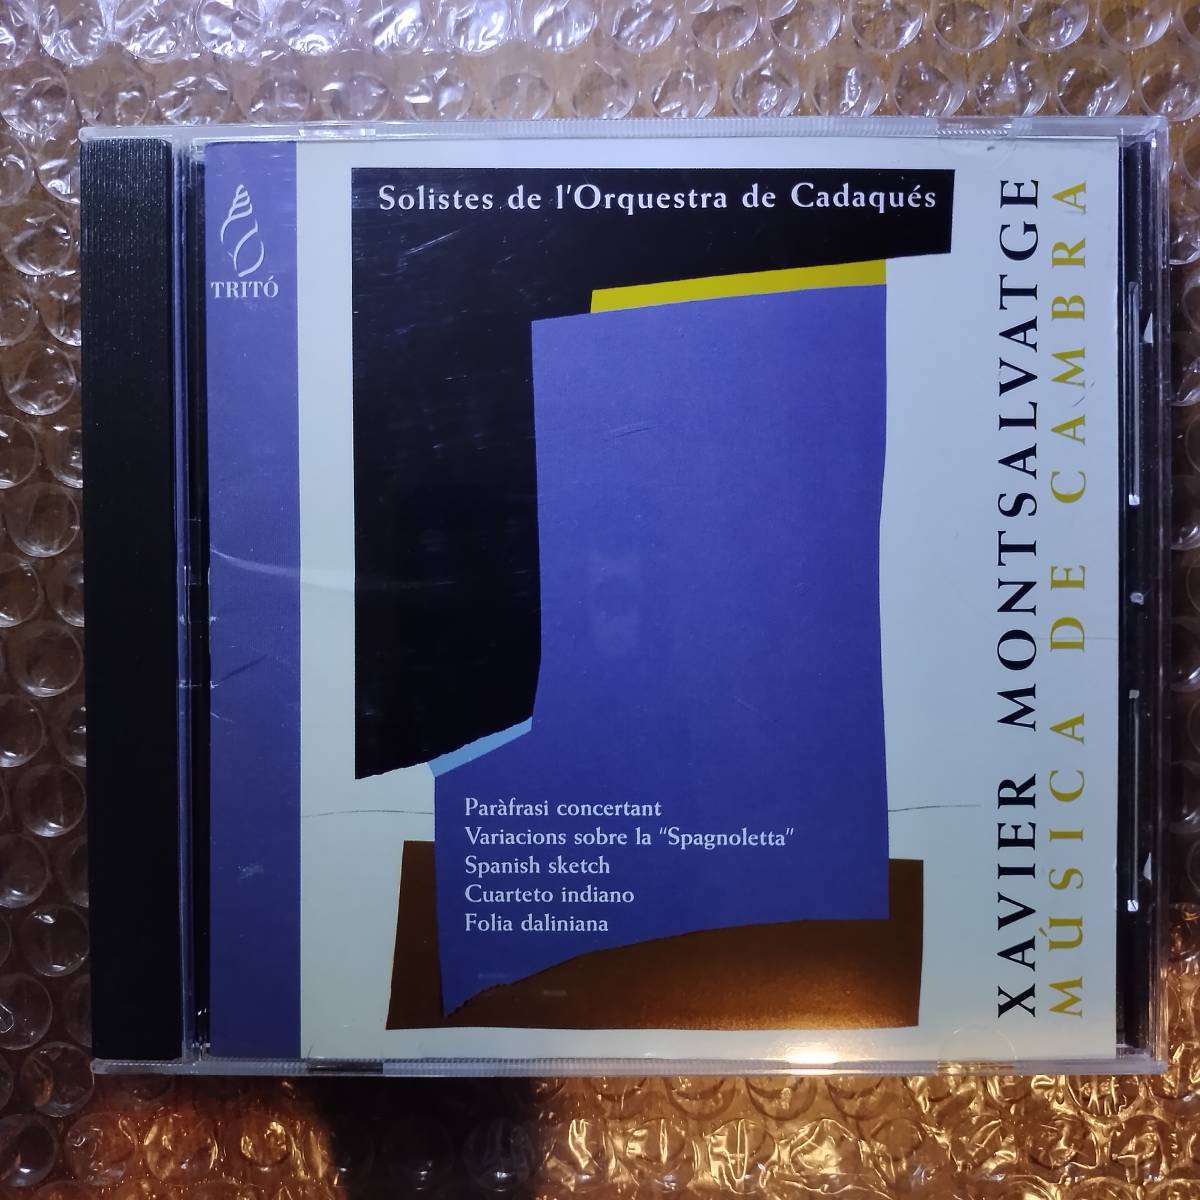 TRITÓ
Solistes de l'Orquestra de Cadaqués
XAVIER MONTSALVATGE
MÚSICA DE CAMBRA
Paràfrasi concertant
Variacions sobre la "Spagnoletta"
Spanish sketch
Cuarteto indiano
Folia daliniana